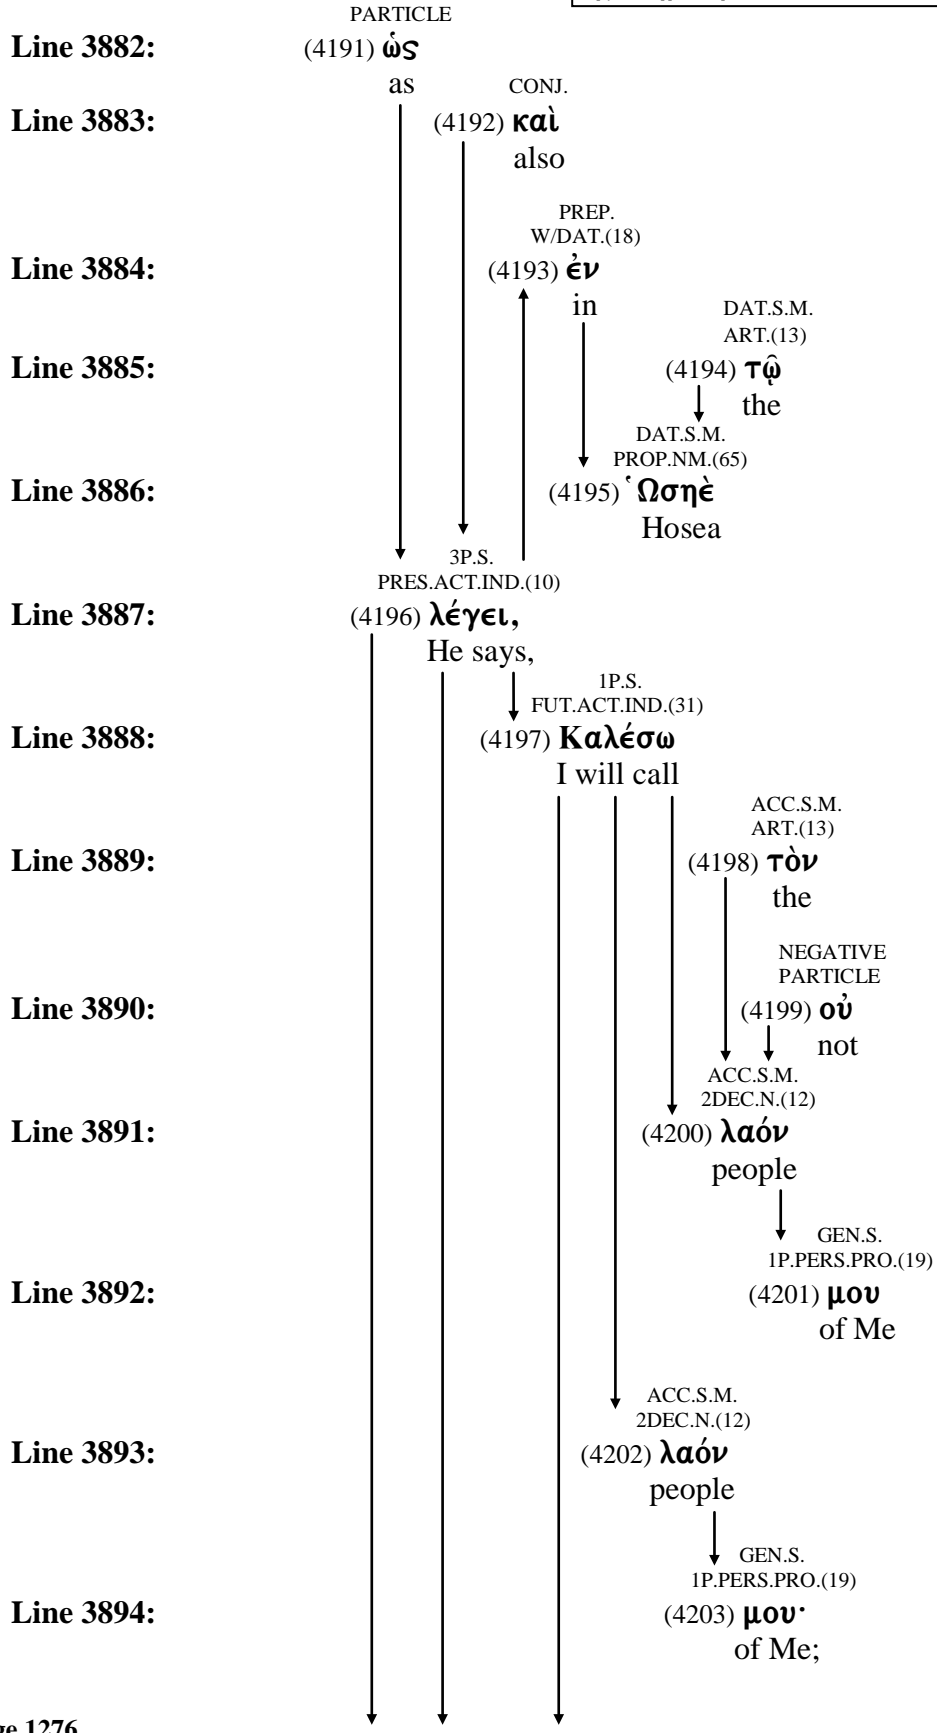 PARTICLE
Line 3882: (4191) ὡς
as
CONJ.
Line 3883: (4192) καὶ
also
PREP.
W/DAT.(18)
Line 3884: (4193) ἐν
in
DAT.S.M.
ART.(13)
Line 3885: (4194) τῷ
the
DAT.S.M.
PROP.NM.(65)
Line 3886: (4195) Ὡσηὲ
Hosea
3P.S.
PRES.ACT.IND.(10)
Line 3887: (4196) λέγει,
He says,
1P.S.
FUT.ACT.IND.(31)
Line 3888: (4197) Καλέσω
I will call
ACC.S.M.
ART.(13)
Line 3889: (4198) τὸν
the
NEGATIVE
PARTICLE
Line 3890: (4199) οὐ
not
ACC.S.M.
2DEC.N.(12)
Line 3891: (4200) λαόν
people
GEN.S.
1P.PERS.PRO.(19)
Line 3892: (4201) μου
of Me
ACC.S.M.
2DEC.N.(12)
Line 3893: (4202) λαόν
people
GEN.S.
1P.PERS.PRO.(19)
Line 3894: (4203) μου·
of Me;
1276